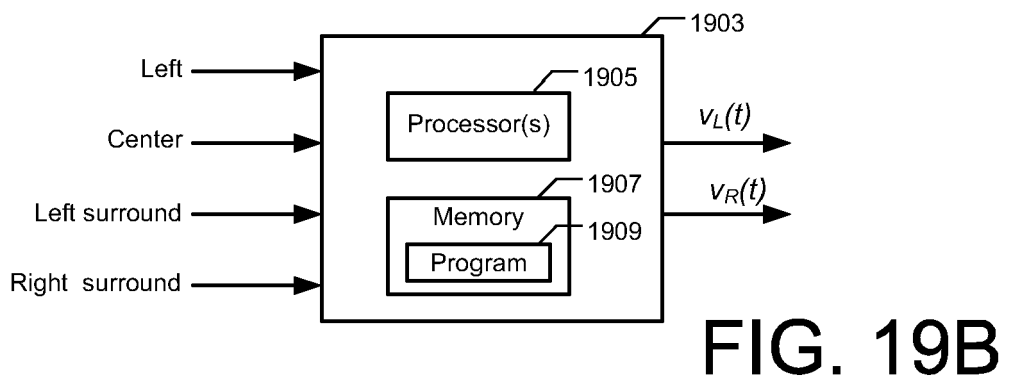 1903
Left
1905
Processor(s)
vL(t)
Center
1907
vR(t)
Left surround
Memory
1909
Program
Right surround
FIG. 19B